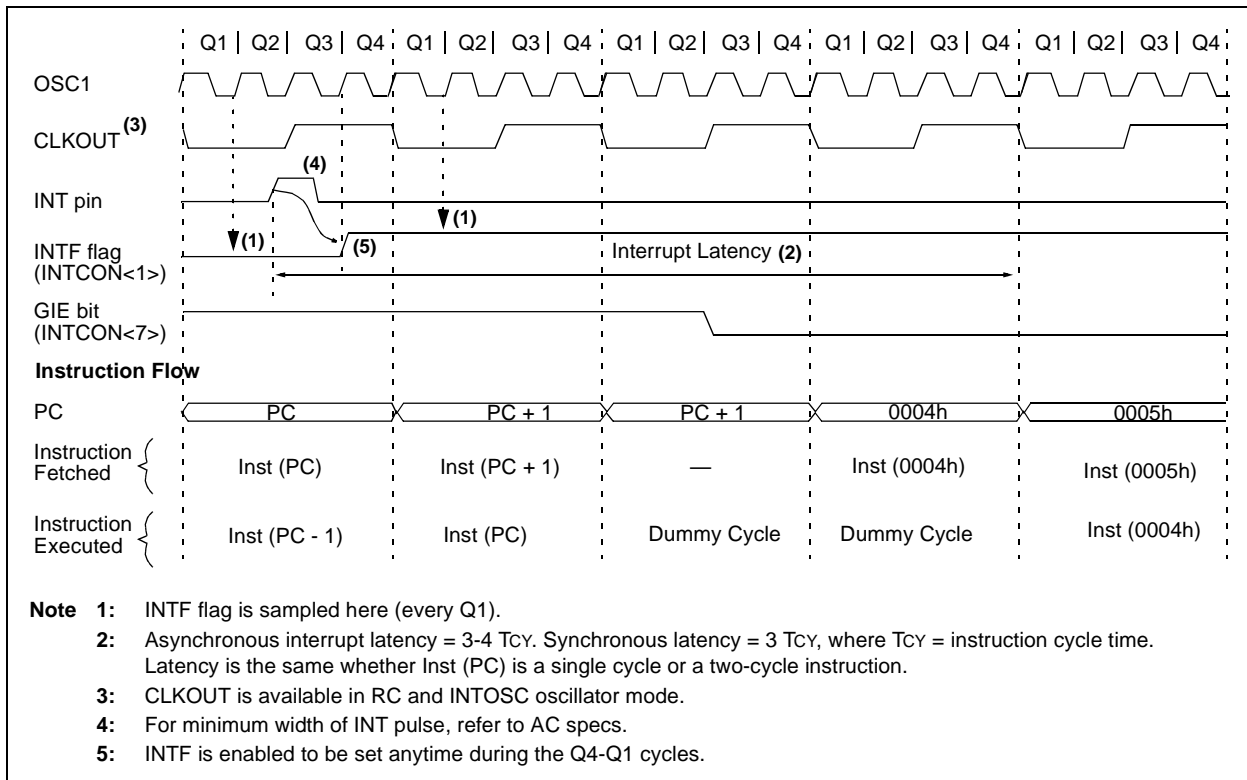 Q1 | Q2 | Q3 | Q4 Q1 | Q2 | Q3 | Q4 Q1 | Q2 | Q3 | Q4 Q1 | Q2 | Q3 | Q4 Q1 | Q2 | Q3 | Q4
OSC1
CLKOUT (3)
(4)
INT pin
(1)
(1)
INTF flag
(INTCON<1>)
(5)
Interrupt Latency (2)
GIE bit
(INTCON<7>)
Instruction Flow
PC PC PC + 1 PC + 1 0004h 0005h
Instruction
Fetched
Inst (PC) Inst (PC + 1) — Inst (0004h) Inst (0005h)
Instruction
Executed
Inst (PC - 1) Inst (PC) Dummy Cycle Dummy Cycle Inst (0004h)
Note 1: INTF flag is sampled here (every Q1).
2: Asynchronous interrupt latency = 3-4 TCY. Synchronous latency = 3 TCY, where TCY = instruction cycle time.
Latency is the same whether Inst (PC) is a single cycle or a two-cycle instruction.
3: CLKOUT is available in RC and INTOSC oscillator mode.
4: For minimum width of INT pulse, refer to AC specs.
5: INTF is enabled to be set anytime during the Q4-Q1 cycles.